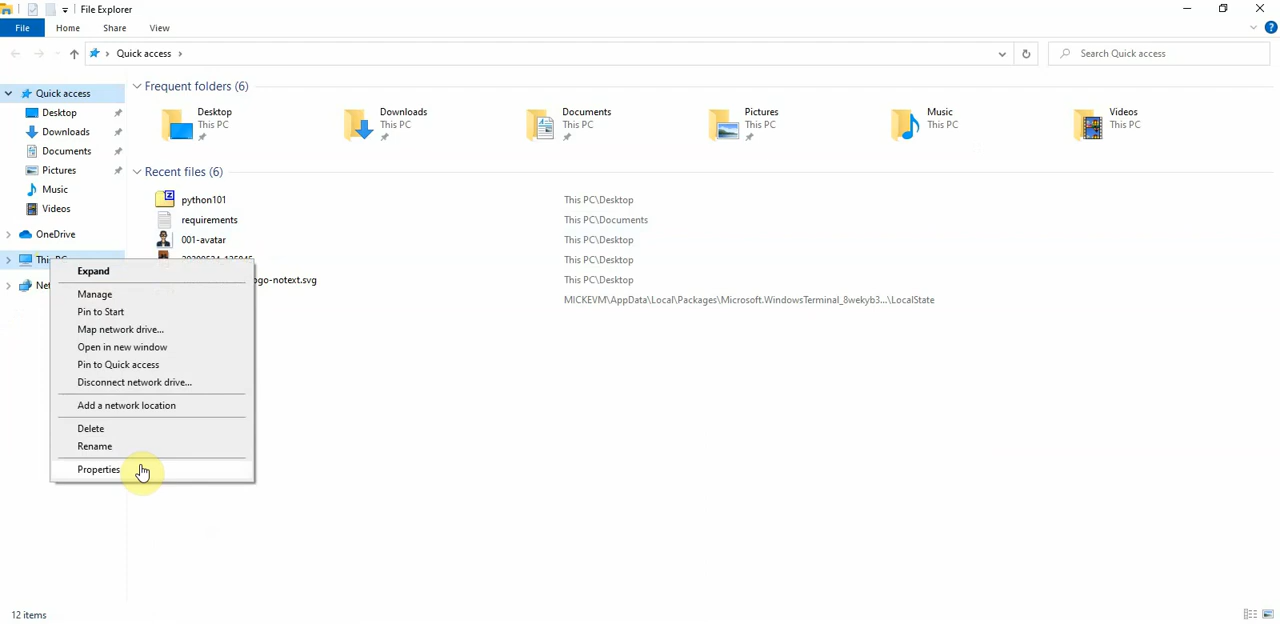 File Explorer
File Home Share View
Quick access
Search Quick access
Quick access
Desktop
Downloads
Documents
Pictures
Music
Videos
OneDrive
Frequent folders (6)
Desktop
This PC
Downloads
This PC
Documents
This PC
Pictures
This PC
Music
This PC
Videos
This PC
Recent files (6)
python101 This PC\Desktop
requirements This PC\Documents
001-avatar This PC\Desktop
This PC\Desktop
ogo-notext.svg This PC\Desktop
MICKEVM\AppData\Local\Packages\Microsoft.WindowsTerminal_8wekyb3...\LocalState
Expand
Manage
Pin to Start
Map network drive...
Open in new window
Pin to Quick access
Disconnect network drive...
Add a network location
Delete
Rename
Properties
12 items